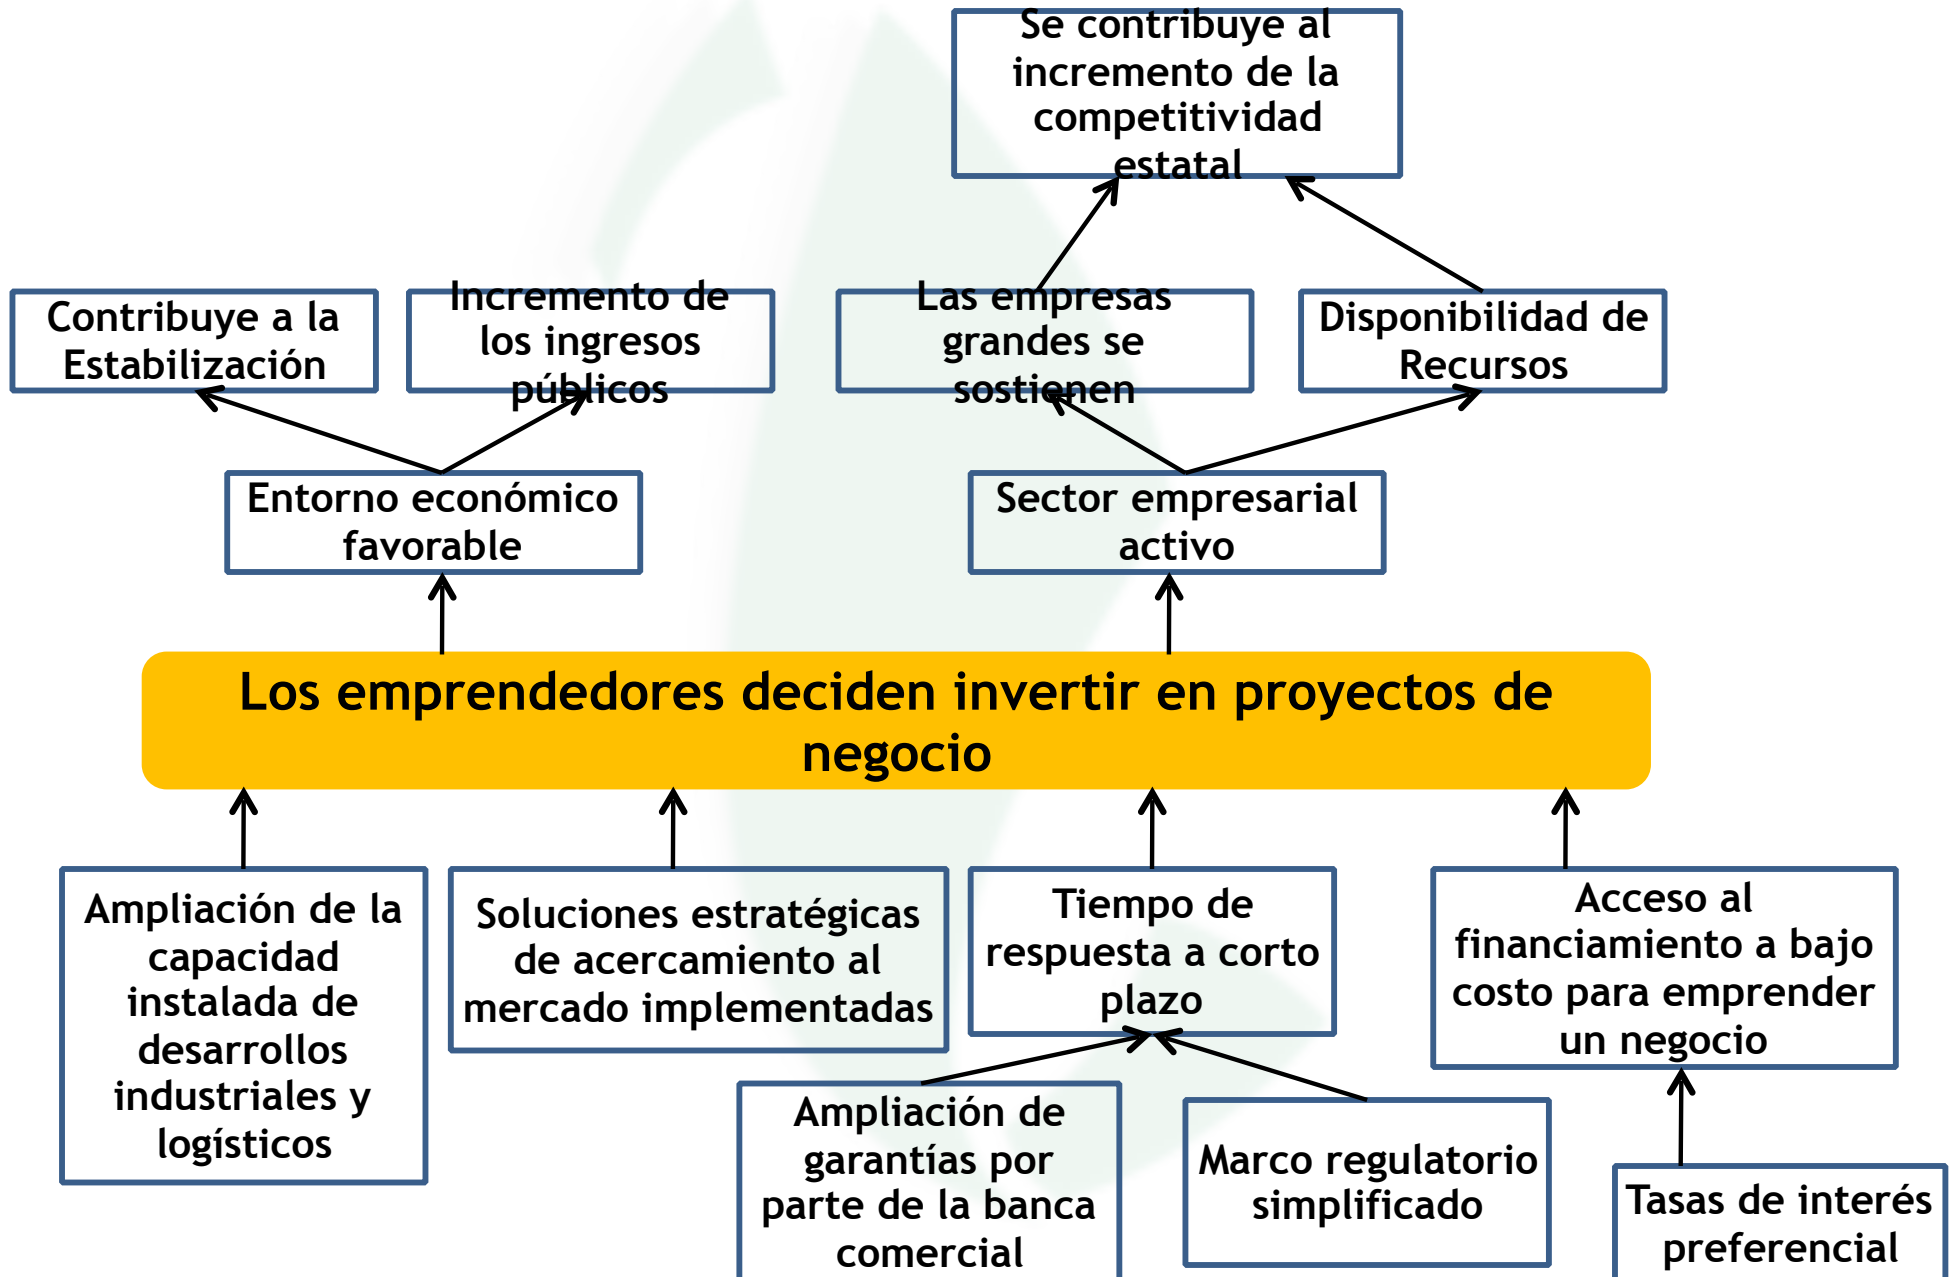 Se contribuye al
incremento de la
competitividad
estatal
Contribuye a la
Estabilización
Incremento de
los ingresos
públicos
Las empresas
grandes se
sostienen
Disponibilidad de
Recursos
Entorno económico
favorable
Sector empresarial
activo
Los emprendedores deciden invertir en proyectos de
negocio
Ampliación de la
capacidad
instalada de
desarrollos
industriales y
logísticos
Soluciones estratégicas
de acercamiento al
mercado implementadas
Tiempo de
respuesta a corto
plazo
Acceso al
financiamiento a bajo
costo para emprender
un negocio
Ampliación de
garantías por
parte de la banca
comercial
Marco regulatorio
simplificado
Tasas de interés
preferencial